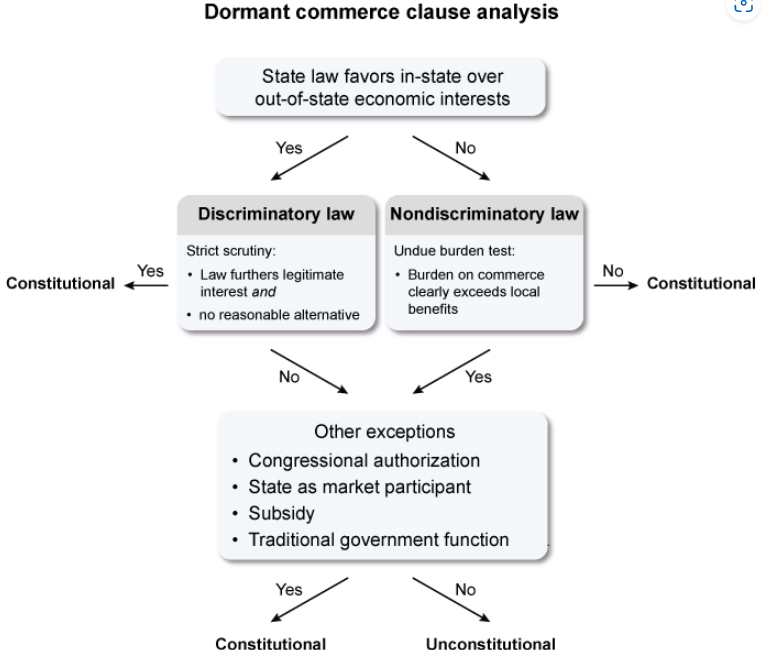 Dormant commerce clause analysis
State law favors in-state over
out-of-state economic interests
Yes
No
Discriminatory law
Strict scrutiny:
• Law furthers legitimate
interest and
• no reasonable alternative
Nondiscriminatory law
Undue burden test:
• Burden on commerce
clearly exceeds local
benefits
Constitutional
Yes
No
Constitutional
No
Yes
Other exceptions
• Congressional authorization
• State as market participant
• Subsidy
• Traditional government function
Yes
No
Constitutional
Unconstitutional